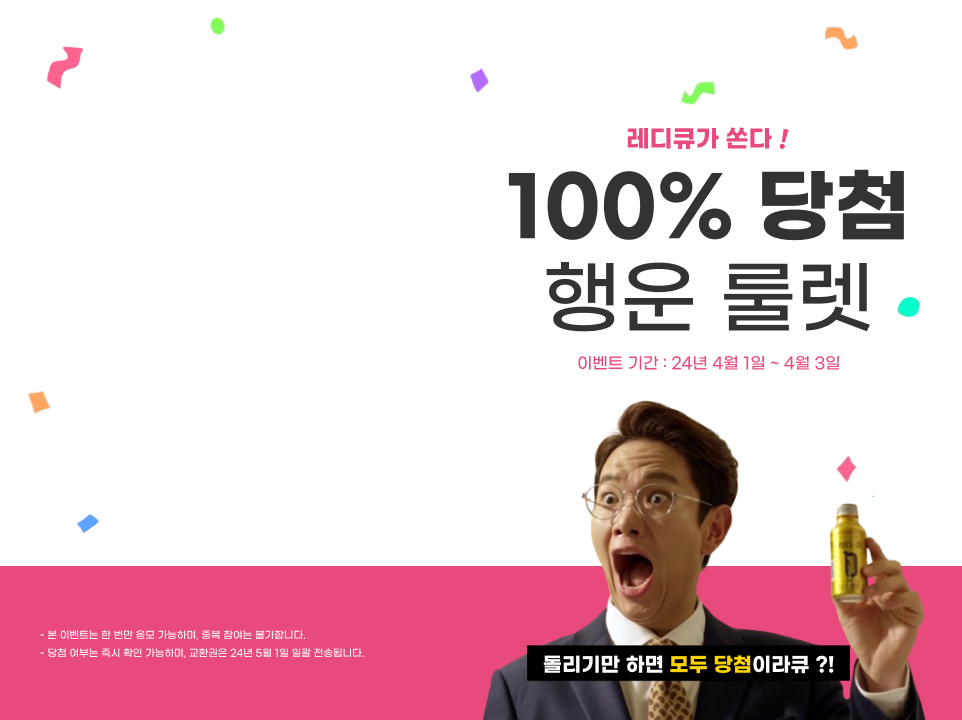 레디큐가 쏜다 !
100% 당첨
행운 룰렛
이벤트 기간 : 24년 4월 1일 ~ 4월 3일
돌리기만 하면 모두 당첨이라큐 ?!
- 본 이벤트는 한 번만 응모 가능하며, 중복 참여는 불가합니다.
- 당첨 여부는 즉시 확인 가능하며, 교환권은 24년 5월 1일 일괄 전송됩니다.